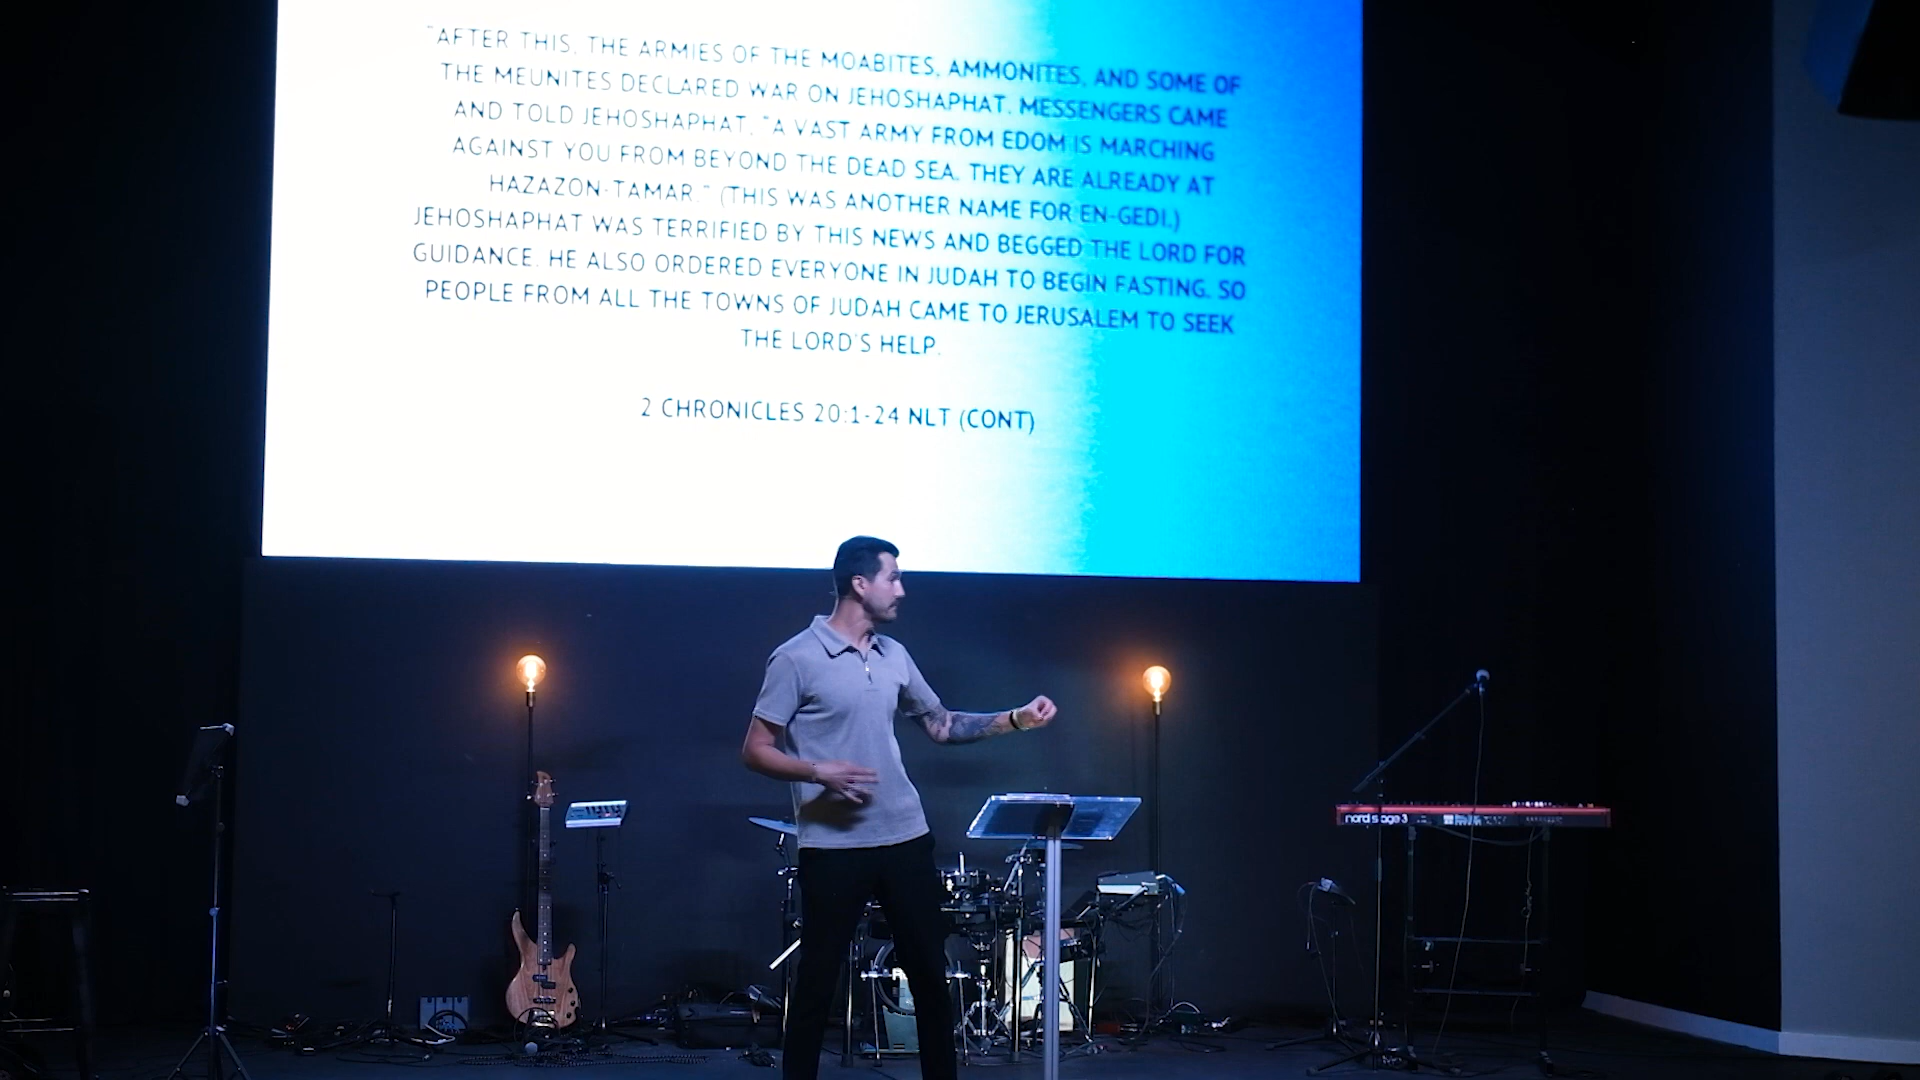 "AFTER THIS, THE ARMIES OF THE MOABITES, AMMONITES, AND SOME OF
THE MEUNITES DECLARED WAR ON JEHOSHAPHAT. MESSENGERS CAME
AND TOLD JEHOSHAPHAT, "A VAST ARMY FROM EDOM IS MARCHING
AGAINST YOU FROM BEYOND THE DEAD SEA. THEY ARE ALREADY AT
HAZAZON-TAMAR." (THIS WAS ANOTHER NAME FOR EN-GEDI.)
JEHOSHAPHAT WAS TERRIFIED BY THIS NEWS AND BEGGED THE LORD FOR
GUIDANCE. HE ALSO ORDERED EVERYONE IN JUDAH TO BEGIN FASTING. SO
PEOPLE FROM ALL THE TOWNS OF JUDAH CAME TO JERUSALEM TO SEEK
THE LORD'S HELP.
2 CHRONICLES 20:1-24 NLT (CONT)
nord stage 3